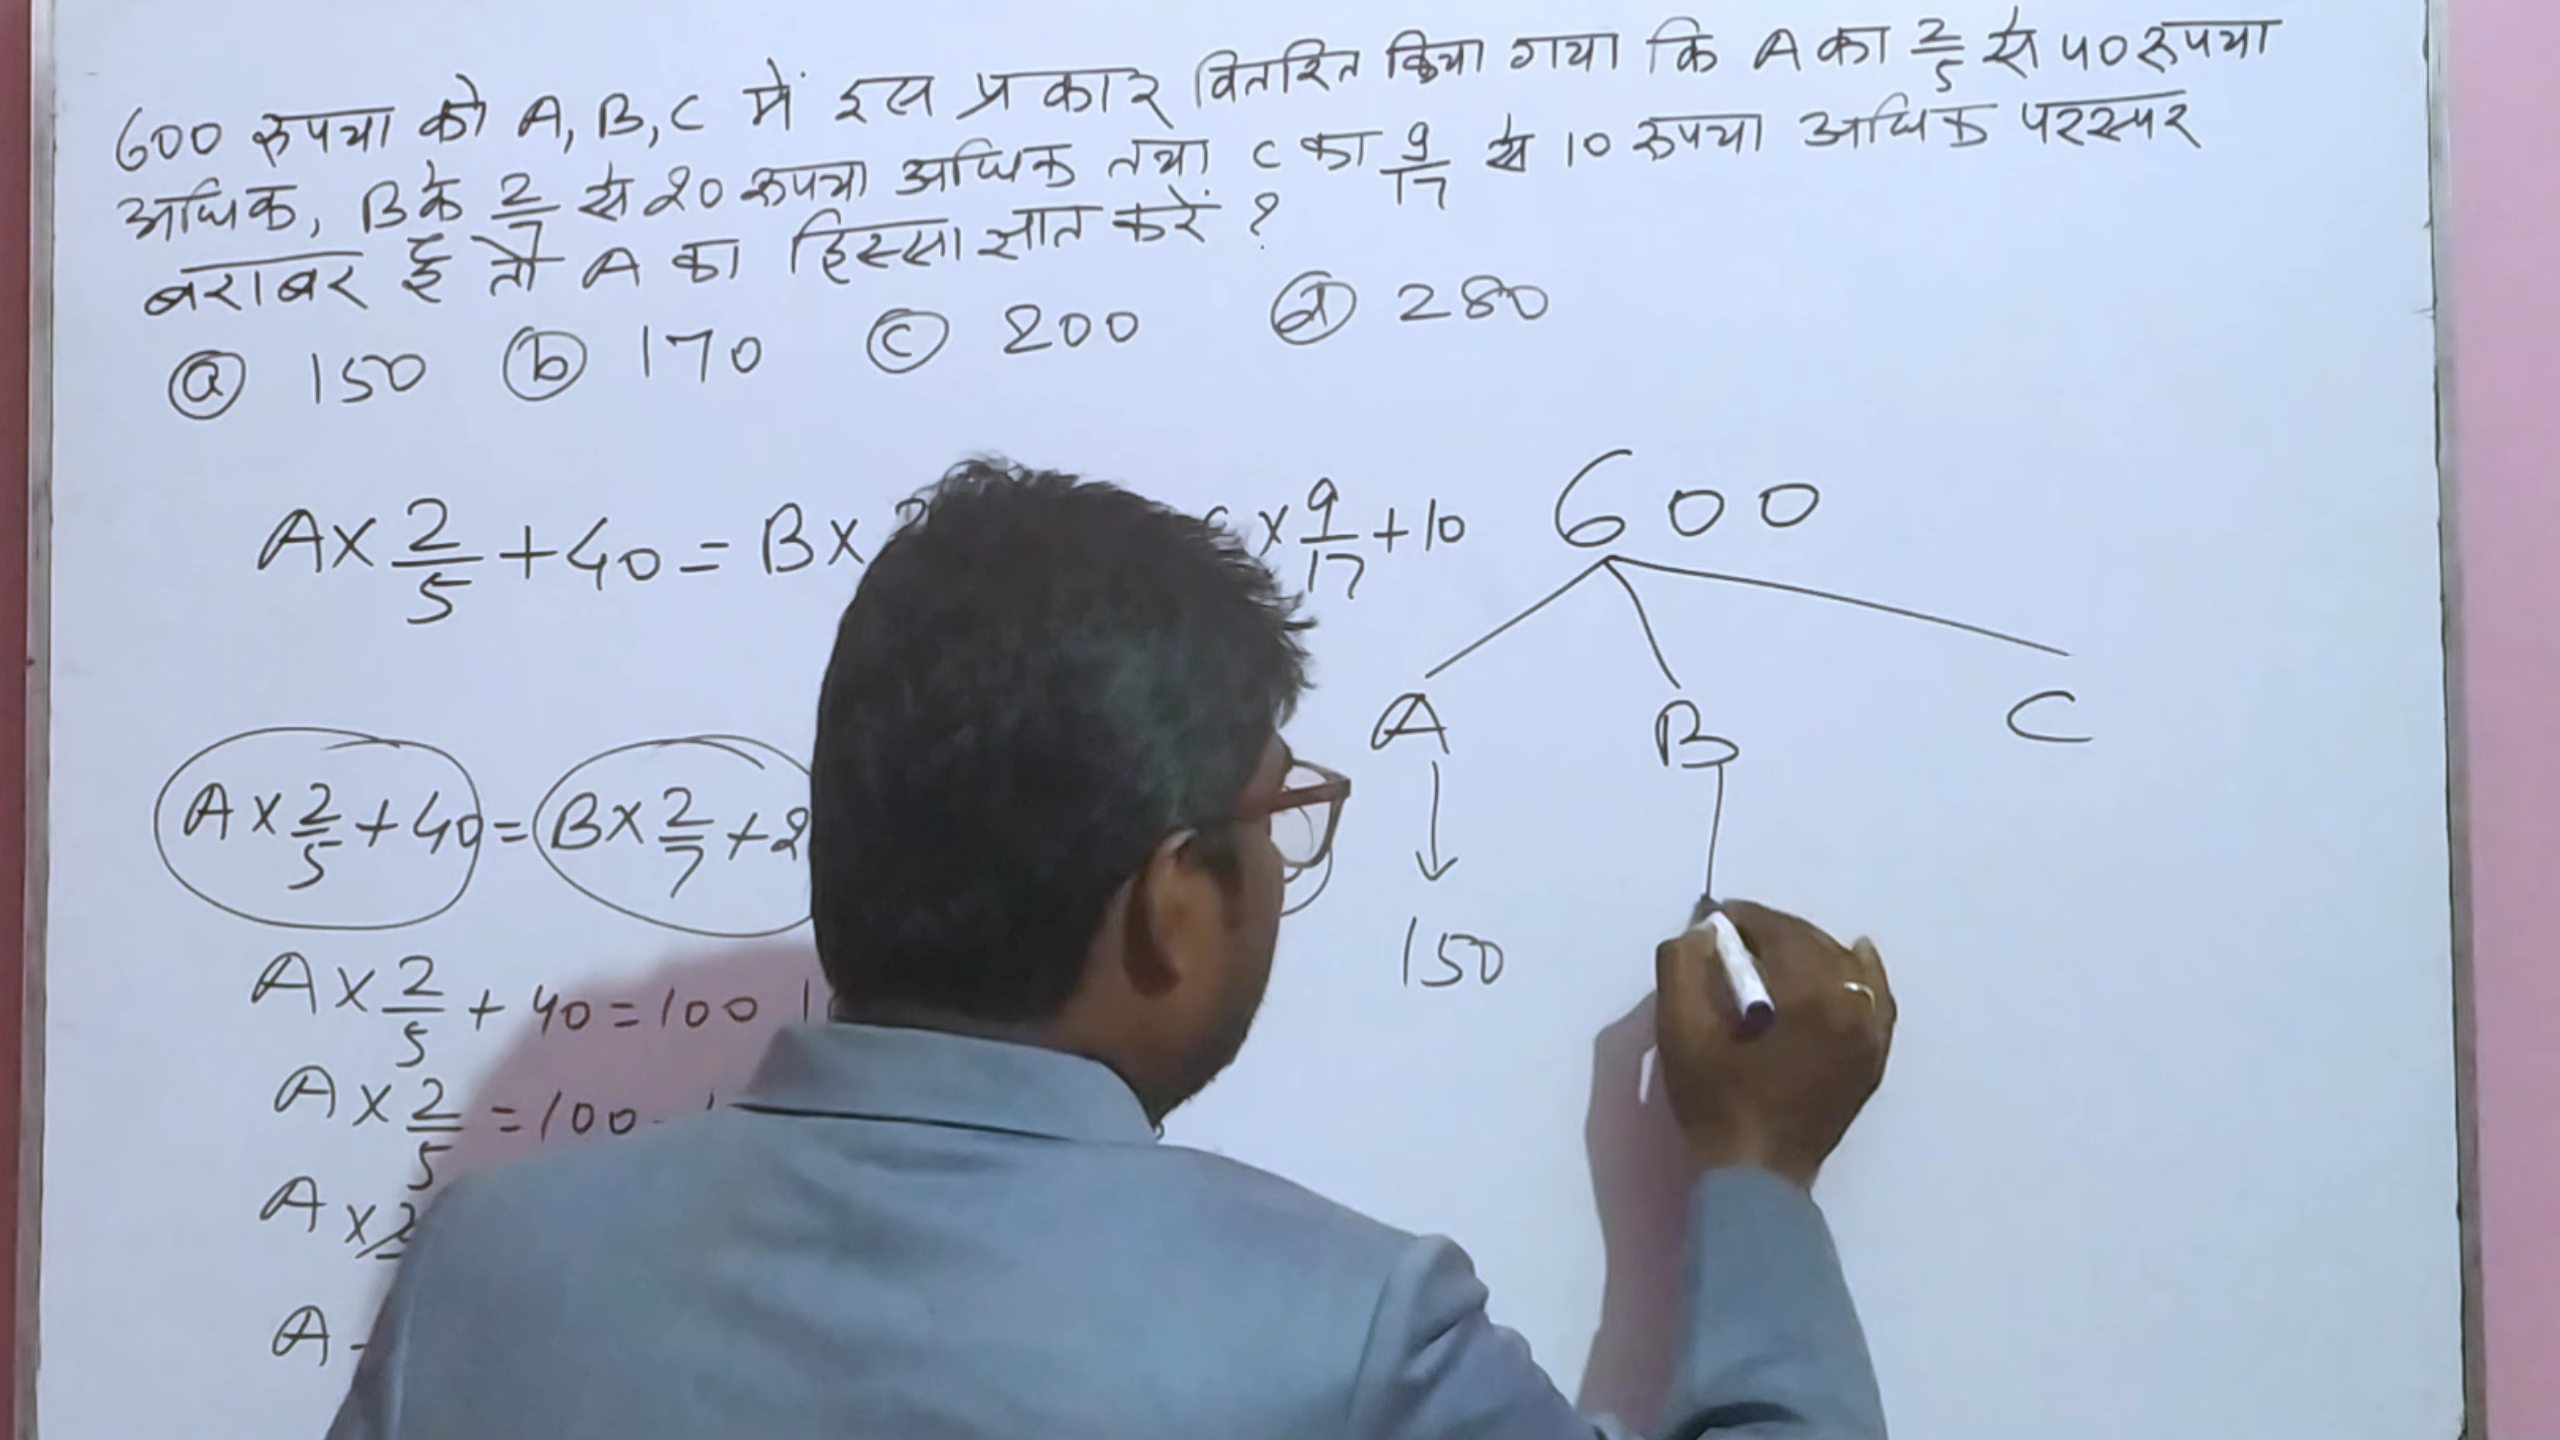 600 रुपया को A, B, C में इस प्रकार वितरित किया गया कि A का 2/5 से 40 रुपया
अधिक, B के 2/7 से 20 रुपया अधिक तथा C का 9/17 से 10 रुपया अधिक परस्पर
बराबर है तो A का हिस्सा ज्ञात करें ?
ⓐ 150 ⓑ 170 ⓒ 200 ⓓ 280
A × 2/5 + 40 = B × × 9/17 + 10
600
A B C
A × 2/5 + 40 = B × 2/7 + 2
150
A × 2/5 + 40 = 100
A × 2/5 = 100 -
A × 2
A